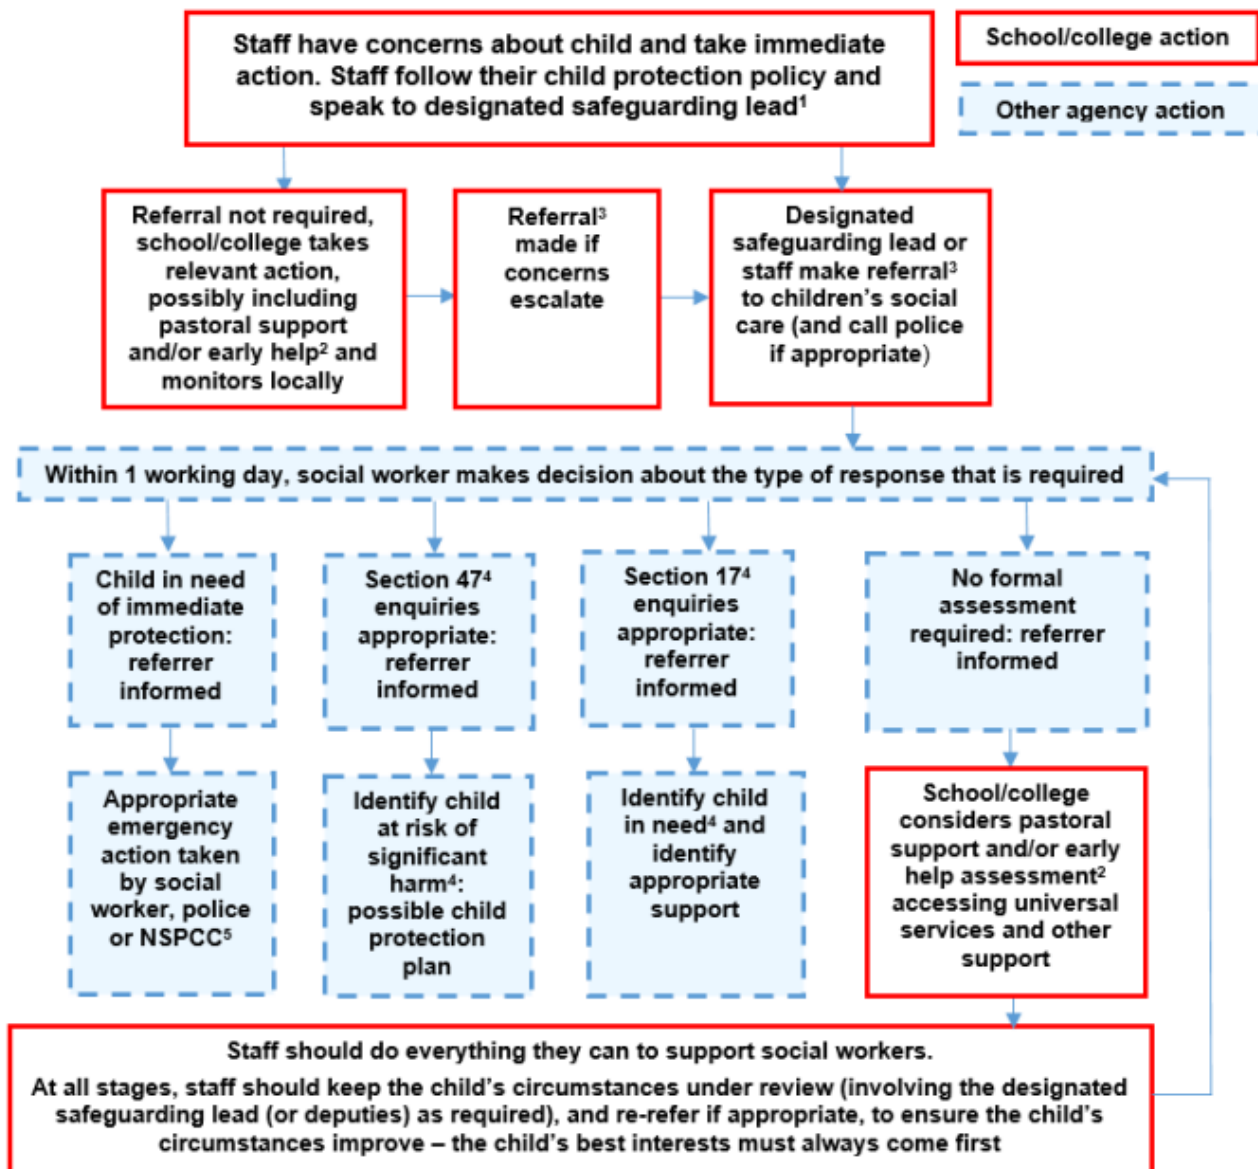 Staff have concerns about child and take immediate
action. Staff follow their child protection policy and
speak to designated safeguarding lead¹
School/college action
Other agency action
Referral not required,
school/college takes
relevant action,
possibly including
pastoral support
and/or early help² and
monitors locally
Referral³
made if
concerns
escalate
Designated
safeguarding lead or
staff make referral³
to children's social
care (and call police
if appropriate)
Within 1 working day, social worker makes decision about the type of response that is required
Child in need
of immediate
protection:
referrer
informed
Section 47⁴
enquiries
appropriate:
referrer
informed
Section 17⁴
enquiries
appropriate:
referrer
informed
No formal
assessment
required: referrer
informed
Appropriate
emergency
action taken
by social
worker, police
or NSPCC⁵
Identify child
at risk of
significant
harm⁴:
possible child
protection
plan
Identify child
in need⁴ and
identify
appropriate
support
School/college
considers pastoral
support and/or early
help assessment²
accessing universal
services and other
support
Staff should do everything they can to support social workers.
At all stages, staff should keep the child's circumstances under review (involving the designated
safeguarding lead (or deputies) as required), and re-refer if appropriate, to ensure the child's
circumstances improve – the child's best interests must always come first